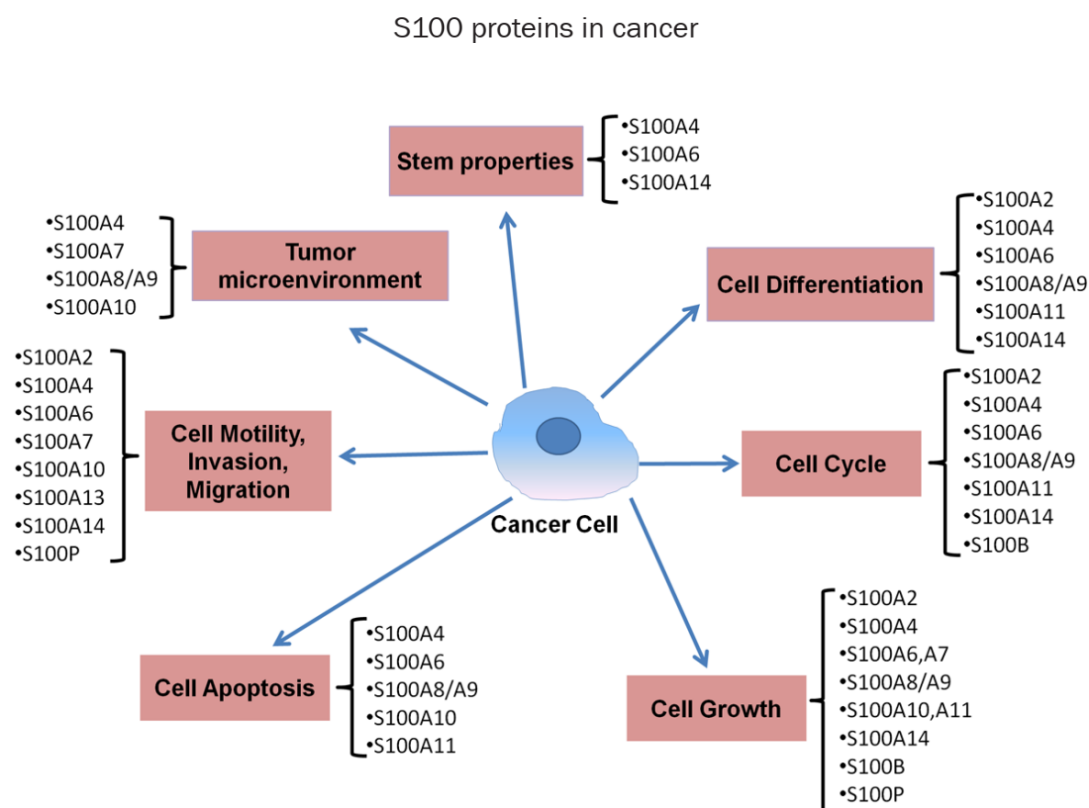 S100 proteins in cancer
Stem properties
•S100A4
•S100A6
•S100A14
•S100A4
•S100A7
•S100A8/A9
•S100A10
Tumor
microenvironment
Cell Differentiation
•S100A2
•S100A4
•S100A6
•S100A8/A9
•S100A11
•S100A14
•S100A2
•S100A4
•S100A6
•S100A7
•S100A10
•S100A13
•S100A14
•S100P
Cell Motility,
Invasion,
Migration
Cancer Cell
Cell Cycle
•S100A2
•S100A4
•S100A6
•S100A8/A9
•S100A11
•S100A14
•S100B
Cell Apoptosis
•S100A4
•S100A6
•S100A8/A9
•S100A10
•S100A11
Cell Growth
•S100A2
•S100A4
•S100A6,A7
•S100A8/A9
•S100A10,A11
•S100A14
•S100B
•S100P